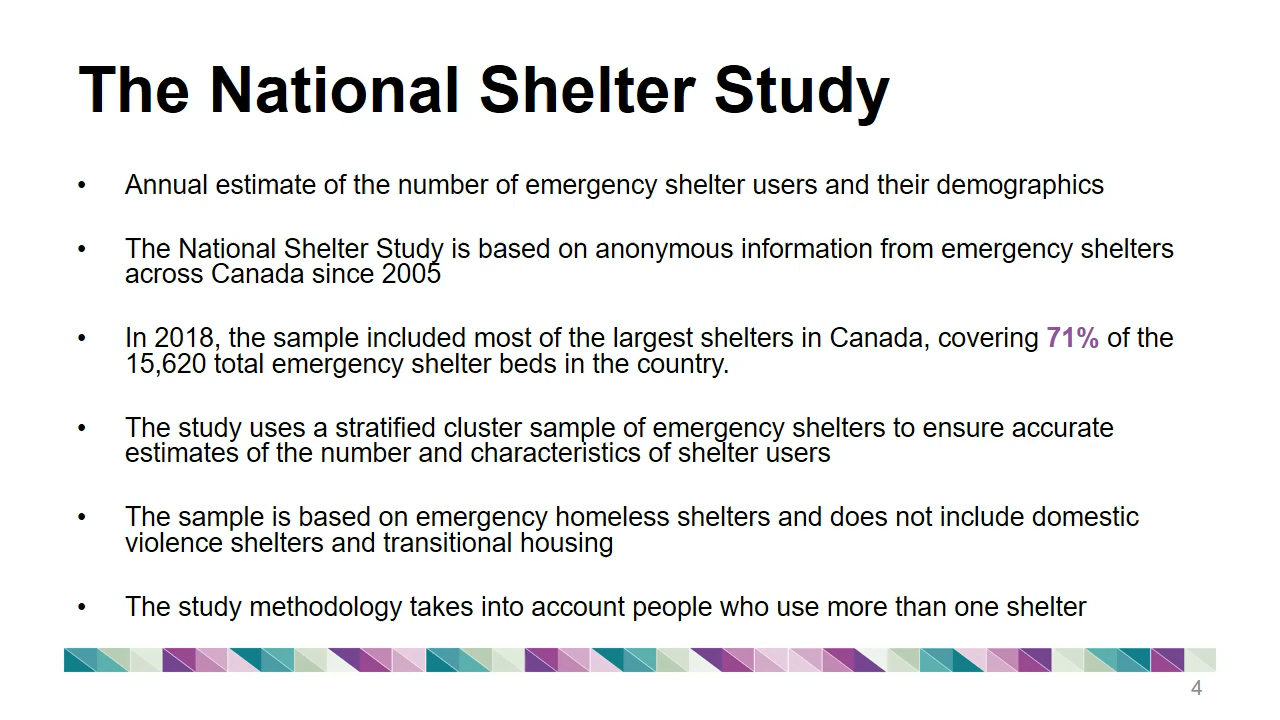 The National Shelter Study
• Annual estimate of the number of emergency shelter users and their demographics
• The National Shelter Study is based on anonymous information from emergency shelters
across Canada since 2005
• In 2018, the sample included most of the largest shelters in Canada, covering 71% of the
15,620 total emergency shelter beds in the country.
• The study uses a stratified cluster sample of emergency shelters to ensure accurate
estimates of the number and characteristics of shelter users
• The sample is based on emergency homeless shelters and does not include domestic
violence shelters and transitional housing
• The study methodology takes into account people who use more than one shelter
4